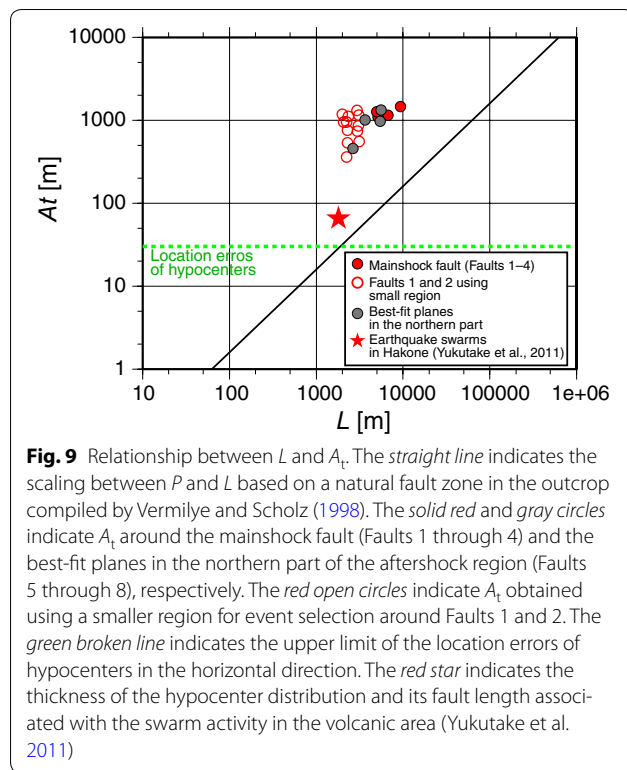 10000
1000
100
10
1
At [m]
Location erros
of hypocenters
Mainshock fault (Faults 1–4)
Faults 1 and 2 using
small region
Best-fit planes
in the northern part
Earthquake swarms
in Hakone (Yukutake et al., 2011)
10 100 1000 10000 100000 1e+06
L [m]
Fig. 9 Relationship between L and At. The straight line indicates the
scaling between P and L based on a natural fault zone in the outcrop
compiled by Vermilye and Scholz (1998). The solid red and gray circles
indicate At around the mainshock fault (Faults 1 through 4) and the
best-fit planes in the northern part of the aftershock region (Faults
5 through 8), respectively. The red open circles indicate At obtained
using a smaller region for event selection around Faults 1 and 2. The
green broken line indicates the upper limit of the location errors of
hypocenters in the horizontal direction. The red star indicates the
thickness of the hypocenter distribution and its fault length associ-
ated with the swarm activity in the volcanic area (Yukutake et al.
2011)